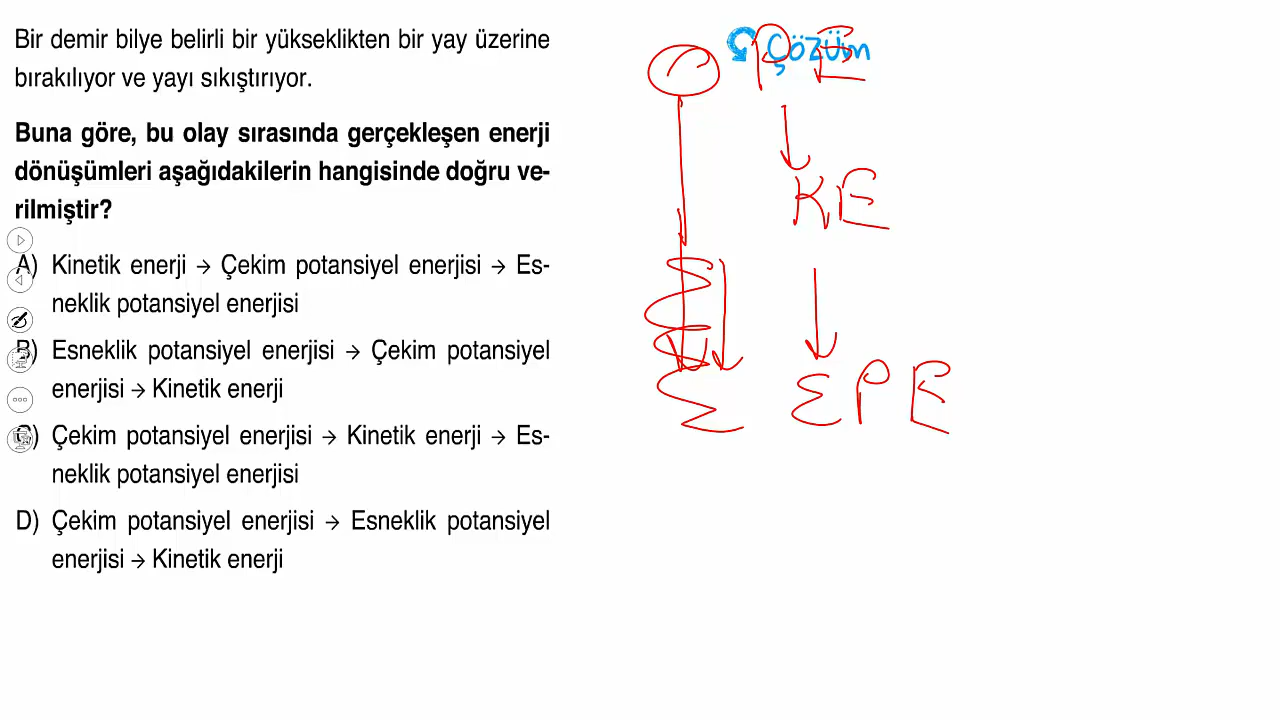 Bir demir bilye belirli bir yükseklikten bir yay üzerine
bırakılıyor ve yayı sıkıştırıyor.
Buna göre, bu olay sırasında gerçekleşen enerji
dönüşümleri aşağıdakilerin hangisinde doğru ve-
rilmiştir?
A) Kinetik enerji → Çekim potansiyel enerjisi → Es-
neklik potansiyel enerjisi
B) Esneklik potansiyel enerjisi → Çekim potansiyel
enerjisi → Kinetik enerji
C) Çekim potansiyel enerjisi → Kinetik enerji → Es-
neklik potansiyel enerjisi
D) Çekim potansiyel enerjisi → Esneklik potansiyel
enerjisi → Kinetik enerji
Çözüm
PE
KE
EPE